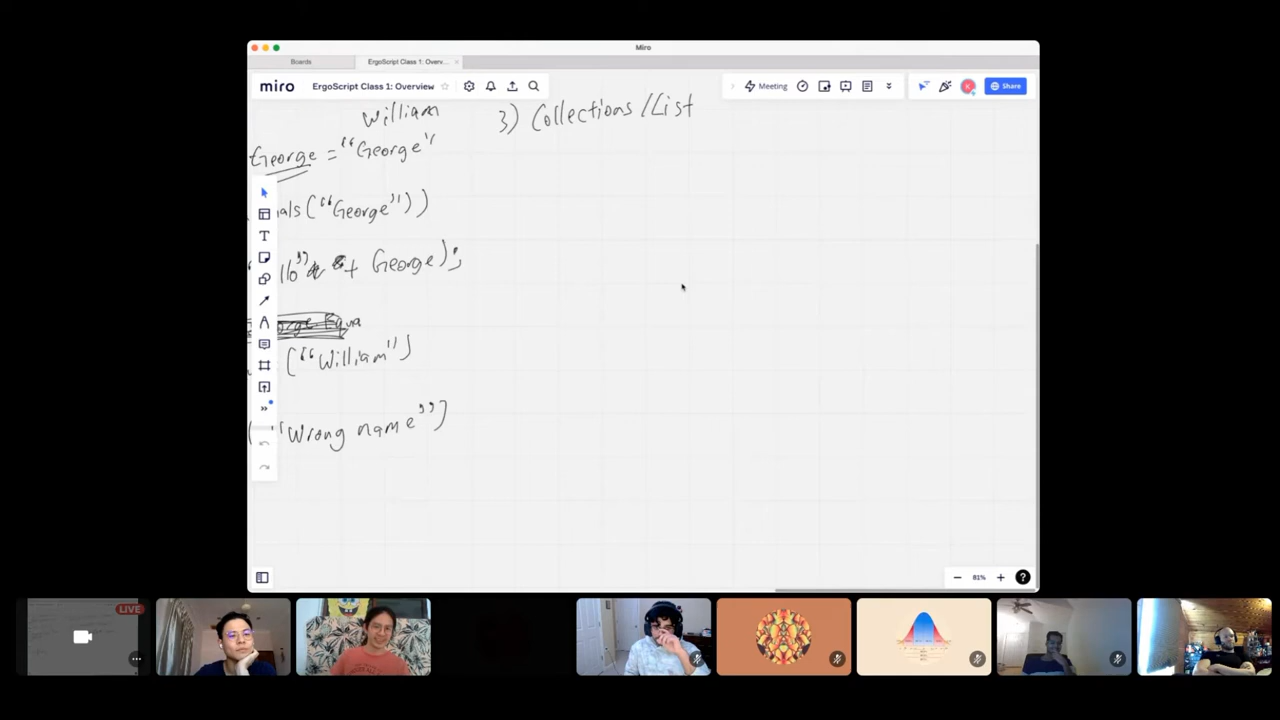 Miro
Boards
ErgoScript Class 1: Overv...
miro
ErgoScript Class 1: Overview
Meeting
Share
William
3) Collections/List
George = "George"
als("George"))
llo" + George);
("William")
("Wrong name")
81%
LIVE